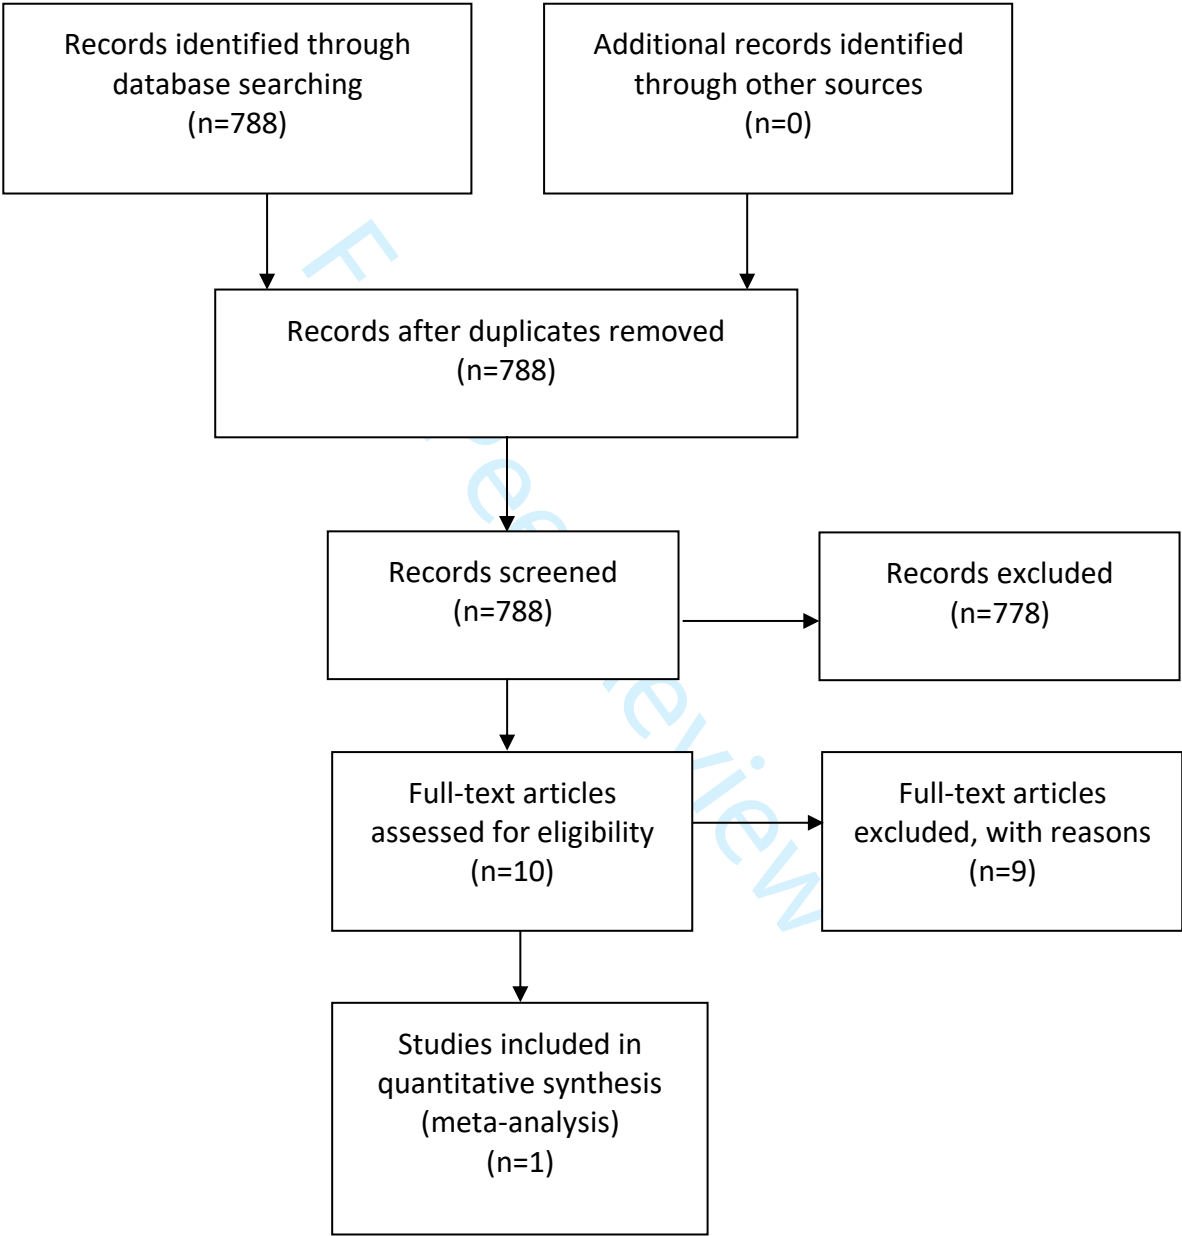 Records identified through
database searching
(n=788)
Additional records identified
through other sources
(n=0)
Records after duplicates removed
(n=788)
Records screened
(n=788)
Records excluded
(n=778)
Full-text articles
assessed for eligibility
(n=10)
Full-text articles
excluded, with reasons
(n=9)
Studies included in
quantitative synthesis
(meta-analysis)
(n=1)